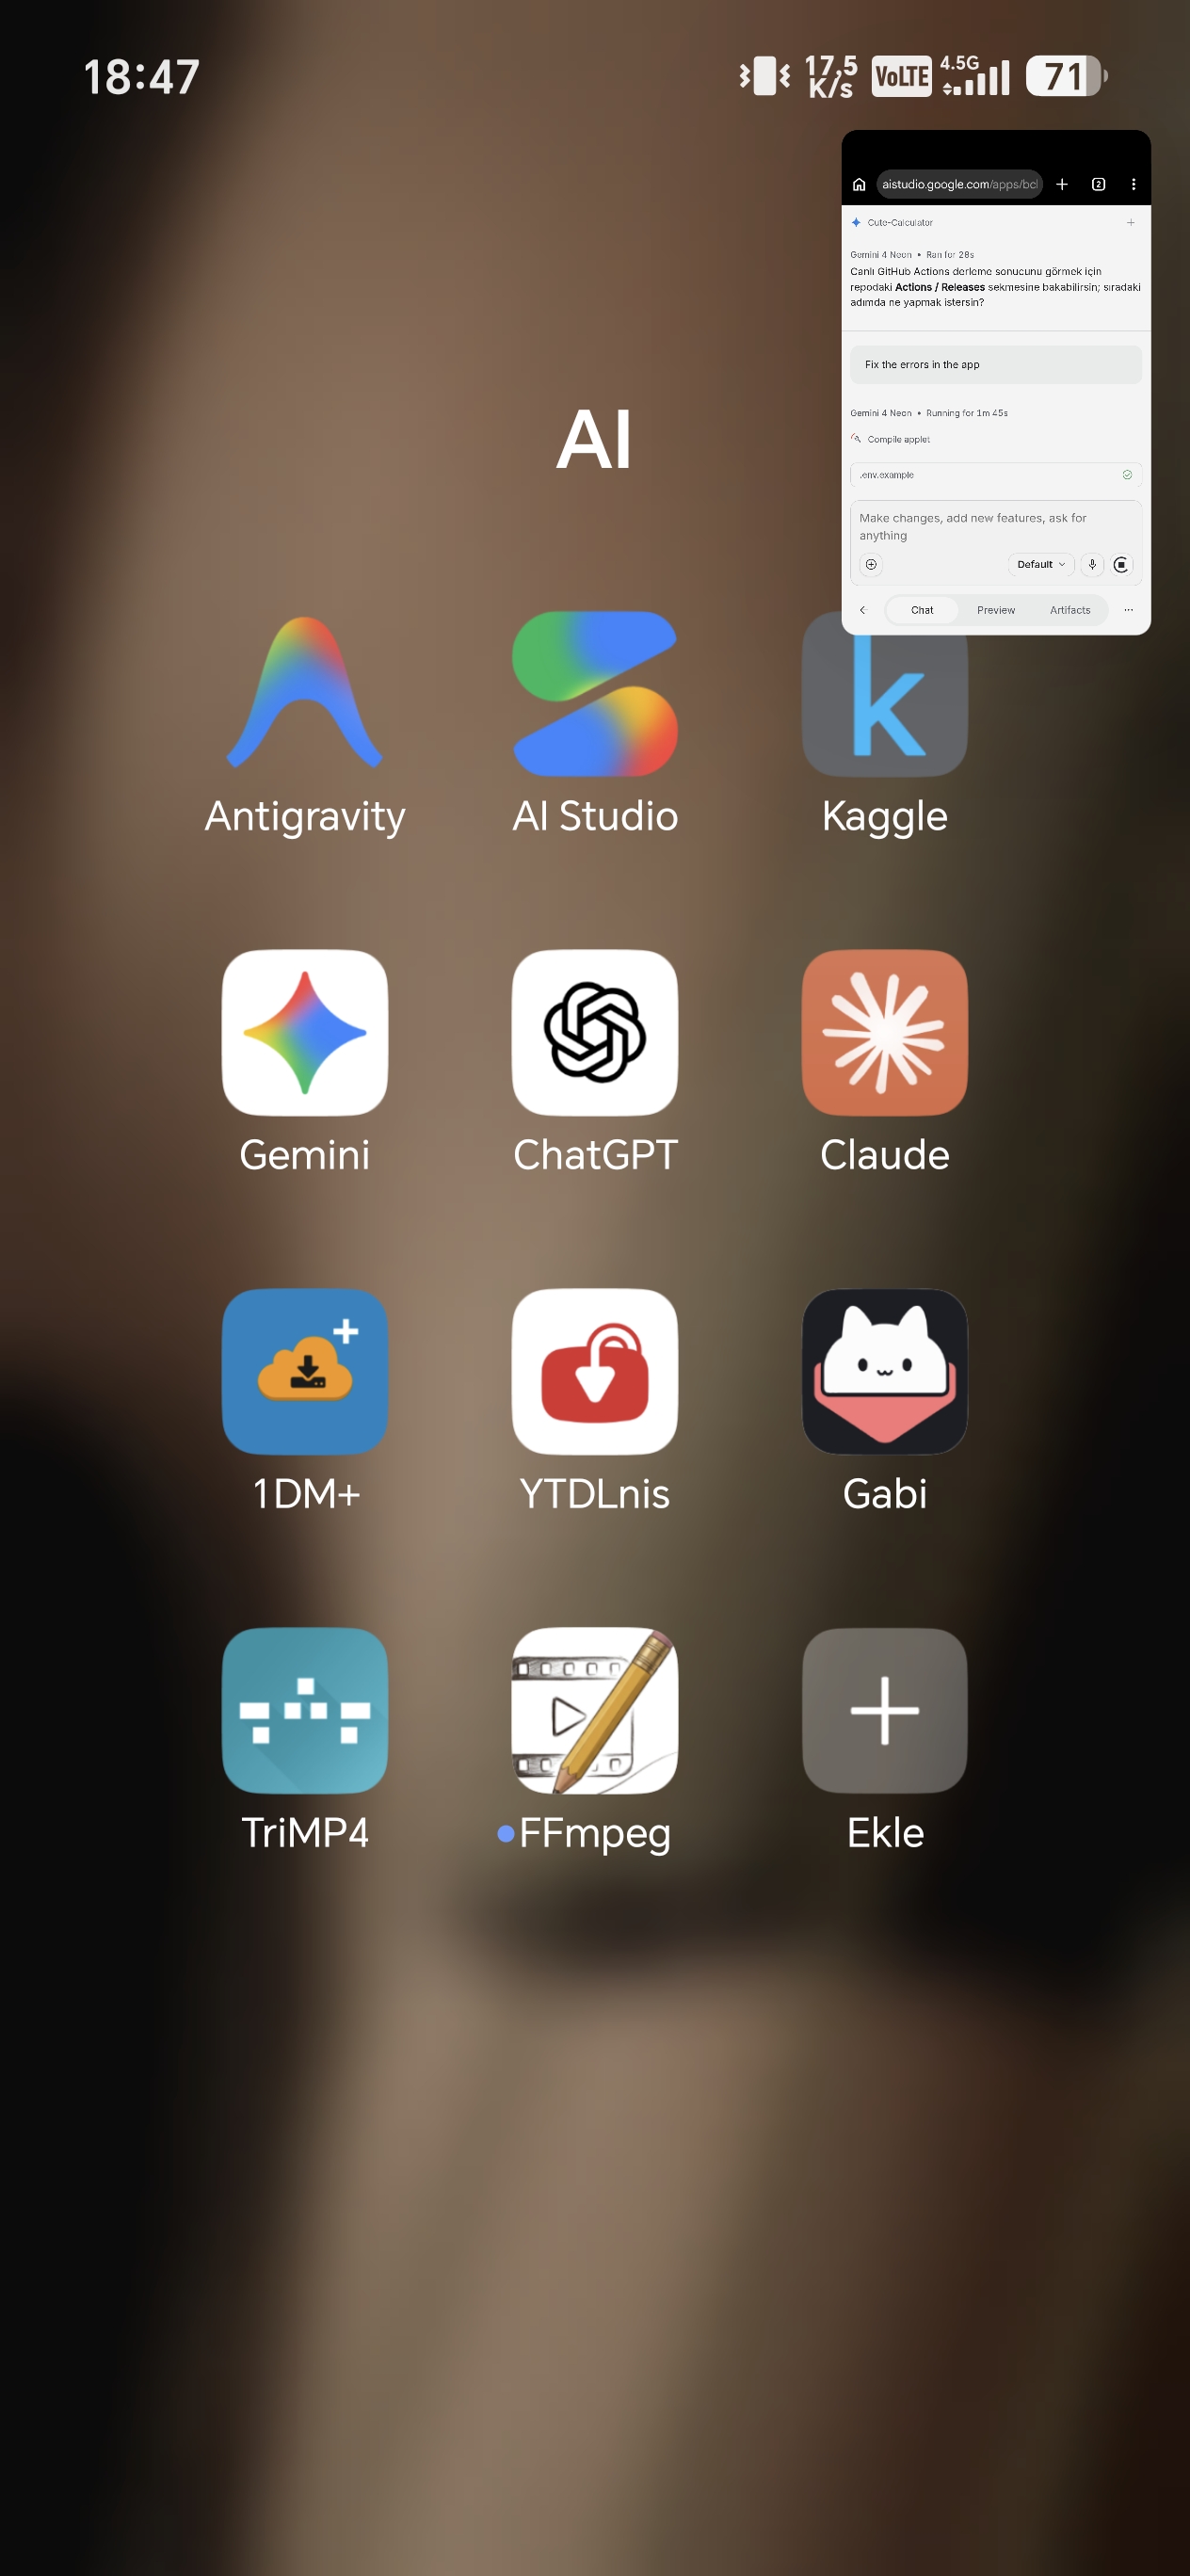 18:47
17,5
K/s
VoLTE
4.5G
71
aistudio.google.com/apps/bcl
2
Cute-Calculator
Gemini 4 Neon • Ran for 28s
Canlı GitHub Actions derleme sonucunu görmek için
repodaki Actions / Releases sekmesine bakabilirsin; sıradaki
adımda ne yapmak istersin?
Fix the errors in the app
Gemini 4 Neon • Running for 1m 45s
Compile applet
.env.example
Make changes, add new features, ask for
anything
Default
Chat Preview Artifacts
AI
k
Antigravity AI Studio Kaggle
Gemini ChatGPT Claude
1DM+ YTDLnis Gabi
TriMP4 FFmpeg Ekle